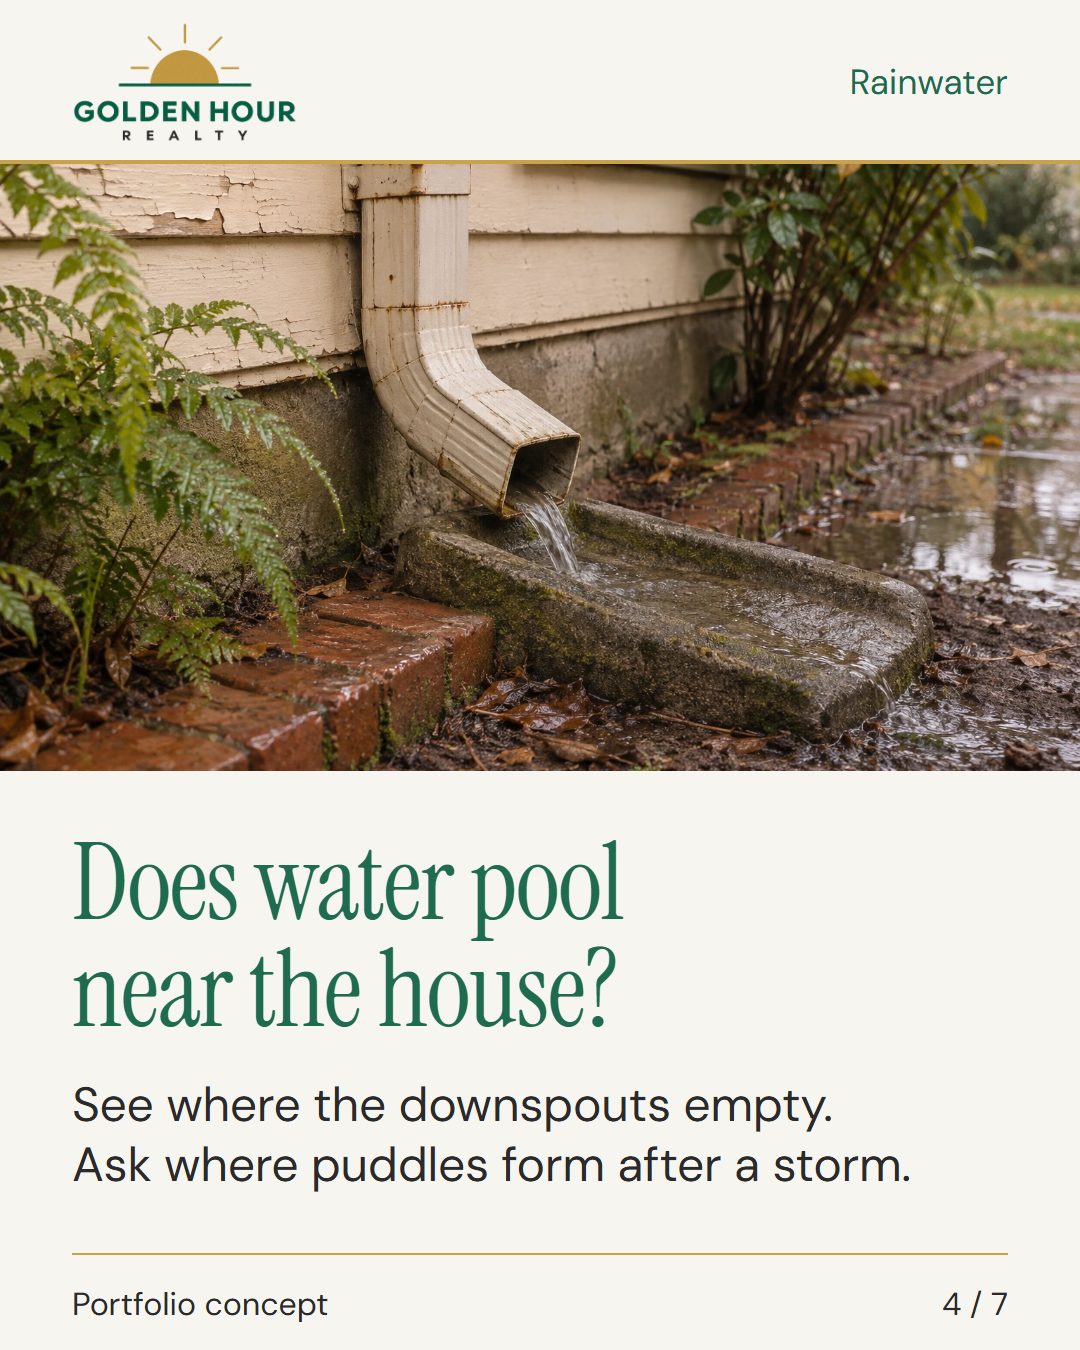 GOLDEN HOUR
REALTY
Rainwater
Does water pool
near the house?
See where the downspouts empty.
Ask where puddles form after a storm.
Portfolio concept
4 / 7